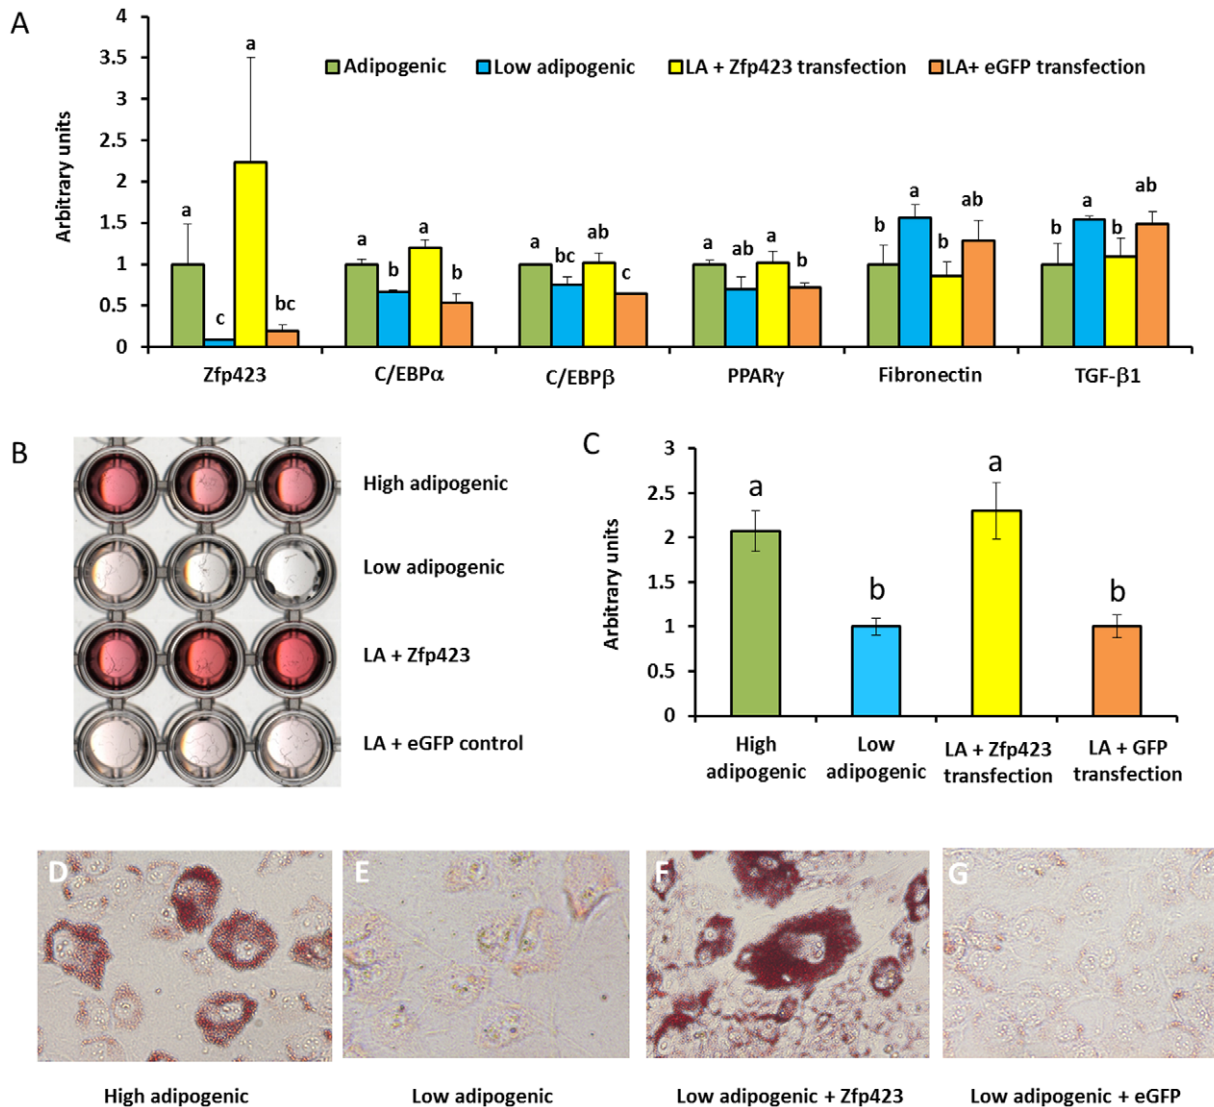 A
4
3.5
3
2.5
2
1.5
1
0.5
0
Arbitrary units
Adipogenic Low adipogenic LA + Zfp423 transfection LA+ eGFP transfection
a a c bc
a b a b
a bc ab c
a ab a b
b a b ab
b a b ab
Zfp423 C/EBPα C/EBPβ PPARγ Fibronectin TGF-β1
B
High adipogenic
Low adipogenic
LA + Zfp423
LA + eGFP control
C
3
2.5
2
1.5
1
0.5
0
Arbitrary units
a b a b
High adipogenic
Low adipogenic
LA + Zfp423 transfection
LA + GFP transfection
D E F G
High adipogenic Low adipogenic Low adipogenic + Zfp423 Low adipogenic + eGFP